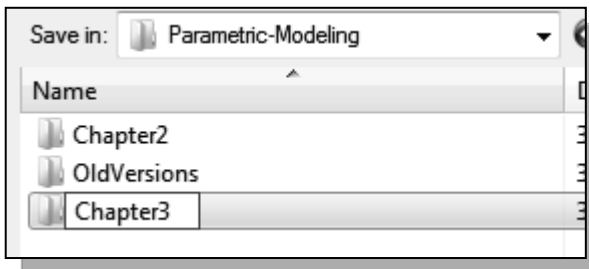 Save in: Parametric-Modeling
Name
Chapter2
OldVersions
Chapter3